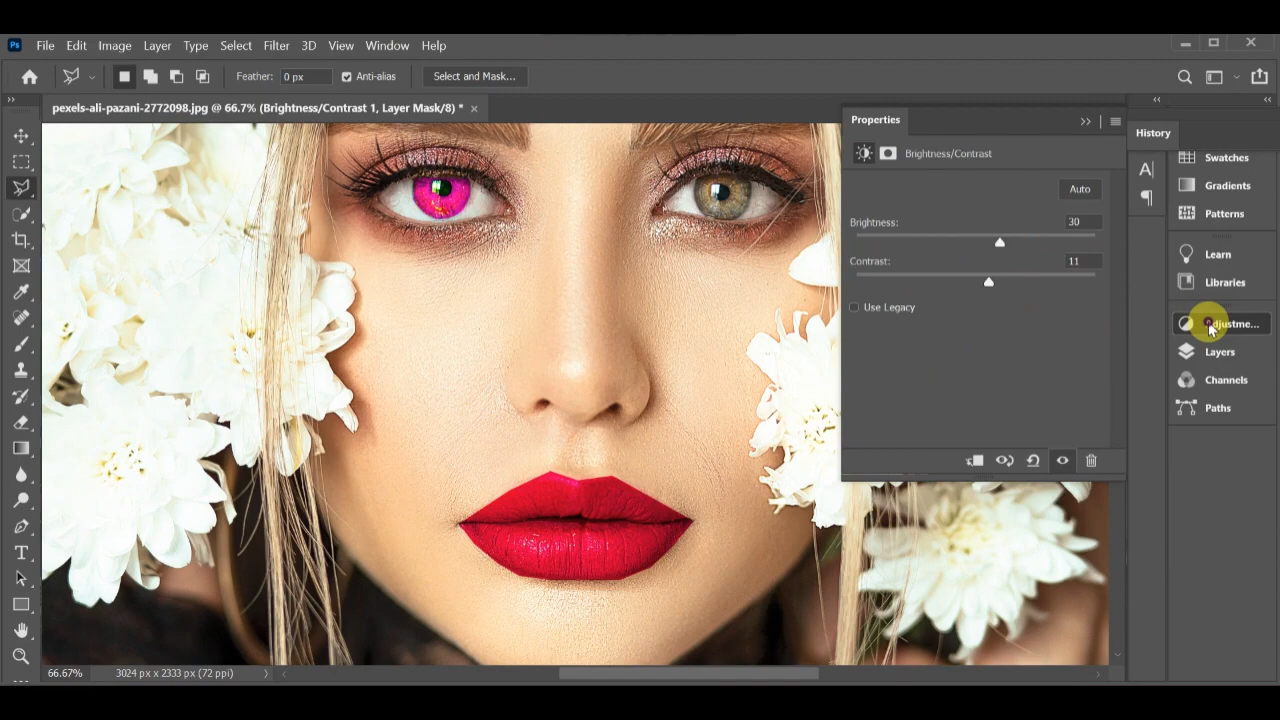 Ps File Edit Image Layer Type Select Filter 3D View Window Help
Feather: 0 px Anti-alias Select and Mask...
pexels-ali-pazani-2772098.jpg @ 66.7% (Brightness/Contrast 1, Layer Mask/8) * ×
Properties
Brightness/Contrast
Auto
Brightness: 30
Contrast: 11
Use Legacy
History
Swatches
Gradients
Patterns
Learn
Libraries
djustme...
Layers
Channels
Paths
66.67% 3024 px x 2333 px (72 ppi)